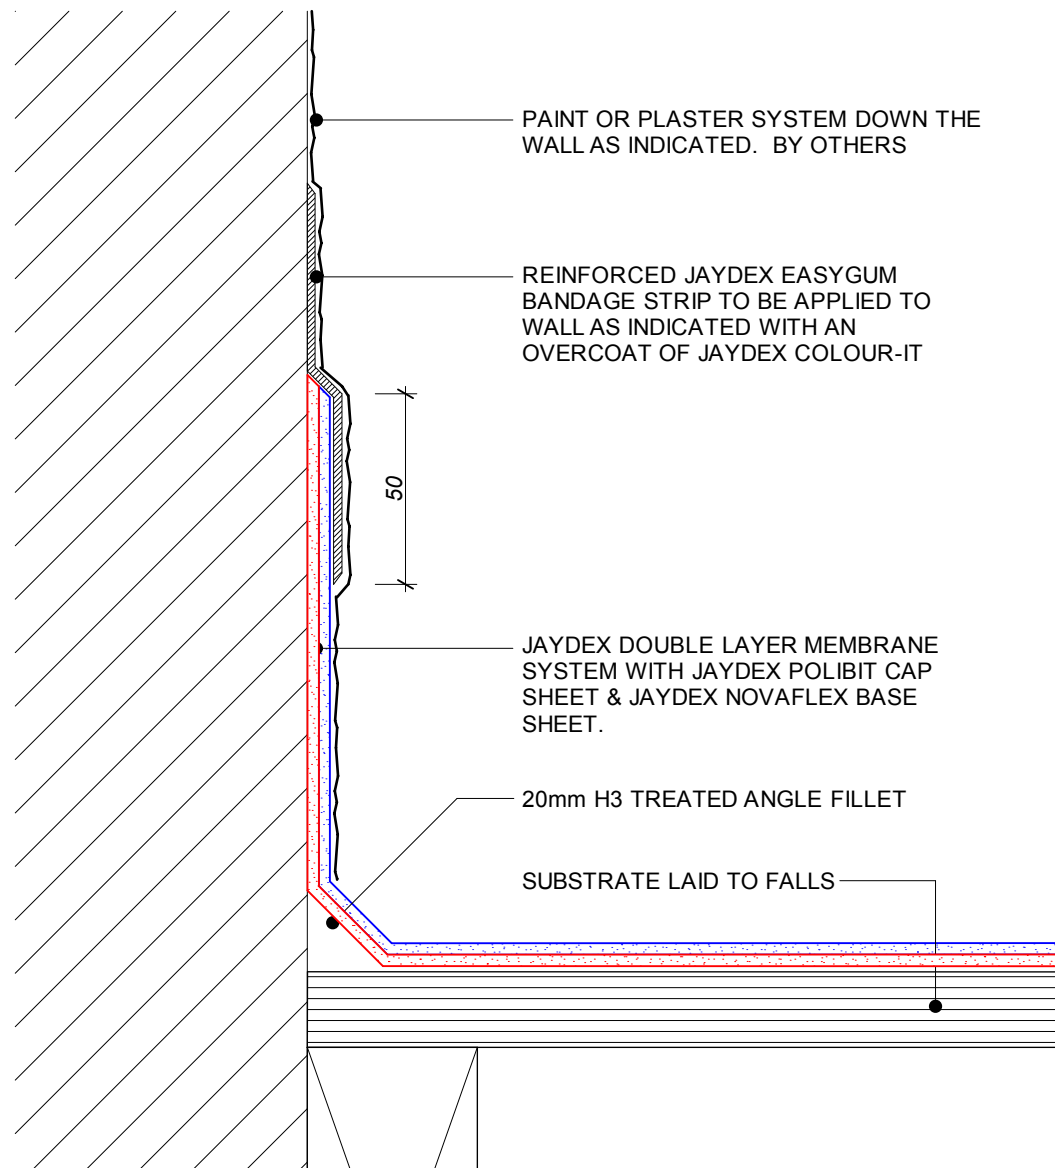 PAINT OR PLASTER SYSTEM DOWN THE
WALL AS INDICATED. BY OTHERS
REINFORCED JAYDEX EASYGUM
BANDAGE STRIP TO BE APPLIED TO
WALL AS INDICATED WITH AN
OVERCOAT OF JAYDEX COLOUR-IT
50
JAYDEX DOUBLE LAYER MEMBRANE
SYSTEM WITH JAYDEX POLIBIT CAP
SHEET & JAYDEX NOVAFLEX BASE
SHEET.
20mm H3 TREATED ANGLE FILLET
SUBSTRATE LAID TO FALLS